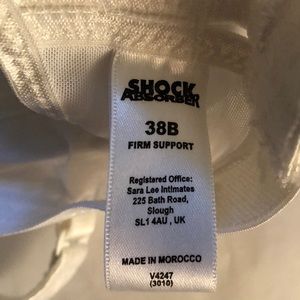 SHOCK
ABSORBER
38B
FIRM SUPPORT
Registered Office:
Sara Lee Intimates
225 Bath Road,
Slough
SL1 4AU , UK
MADE IN MOROCCO
V4247
(3010)